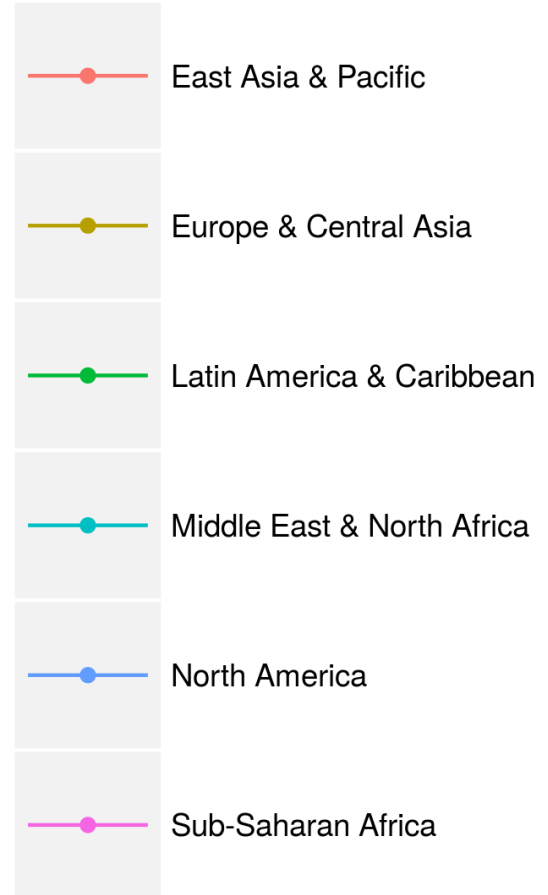 East Asia & Pacific
Europe & Central Asia
Latin America & Caribbean
Middle East & North Africa
North America
Sub-Saharan Africa